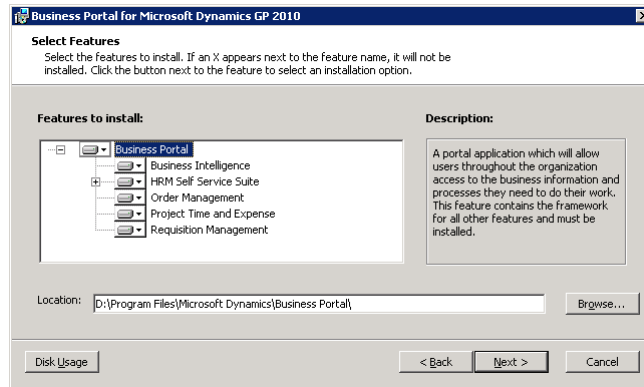 Business Portal for Microsoft Dynamics GP 2010
Select Features
Select the features to install. If an X appears next to the feature name, it will not be
installed. Click the button next to the feature to select an installation option.
Features to install:
Description:
Business Portal
Business Intelligence
HRM Self Service Suite
Order Management
Project Time and Expense
Requisition Management
A portal application which will allow
users throughout the organization
access to the business information and
processes they need to do their work.
This feature contains the framework
for all other features and must be
installed.
Location: D:\Program Files\Microsoft Dynamics\Business Portal\ Browse...
Disk Usage < Back Next > Cancel